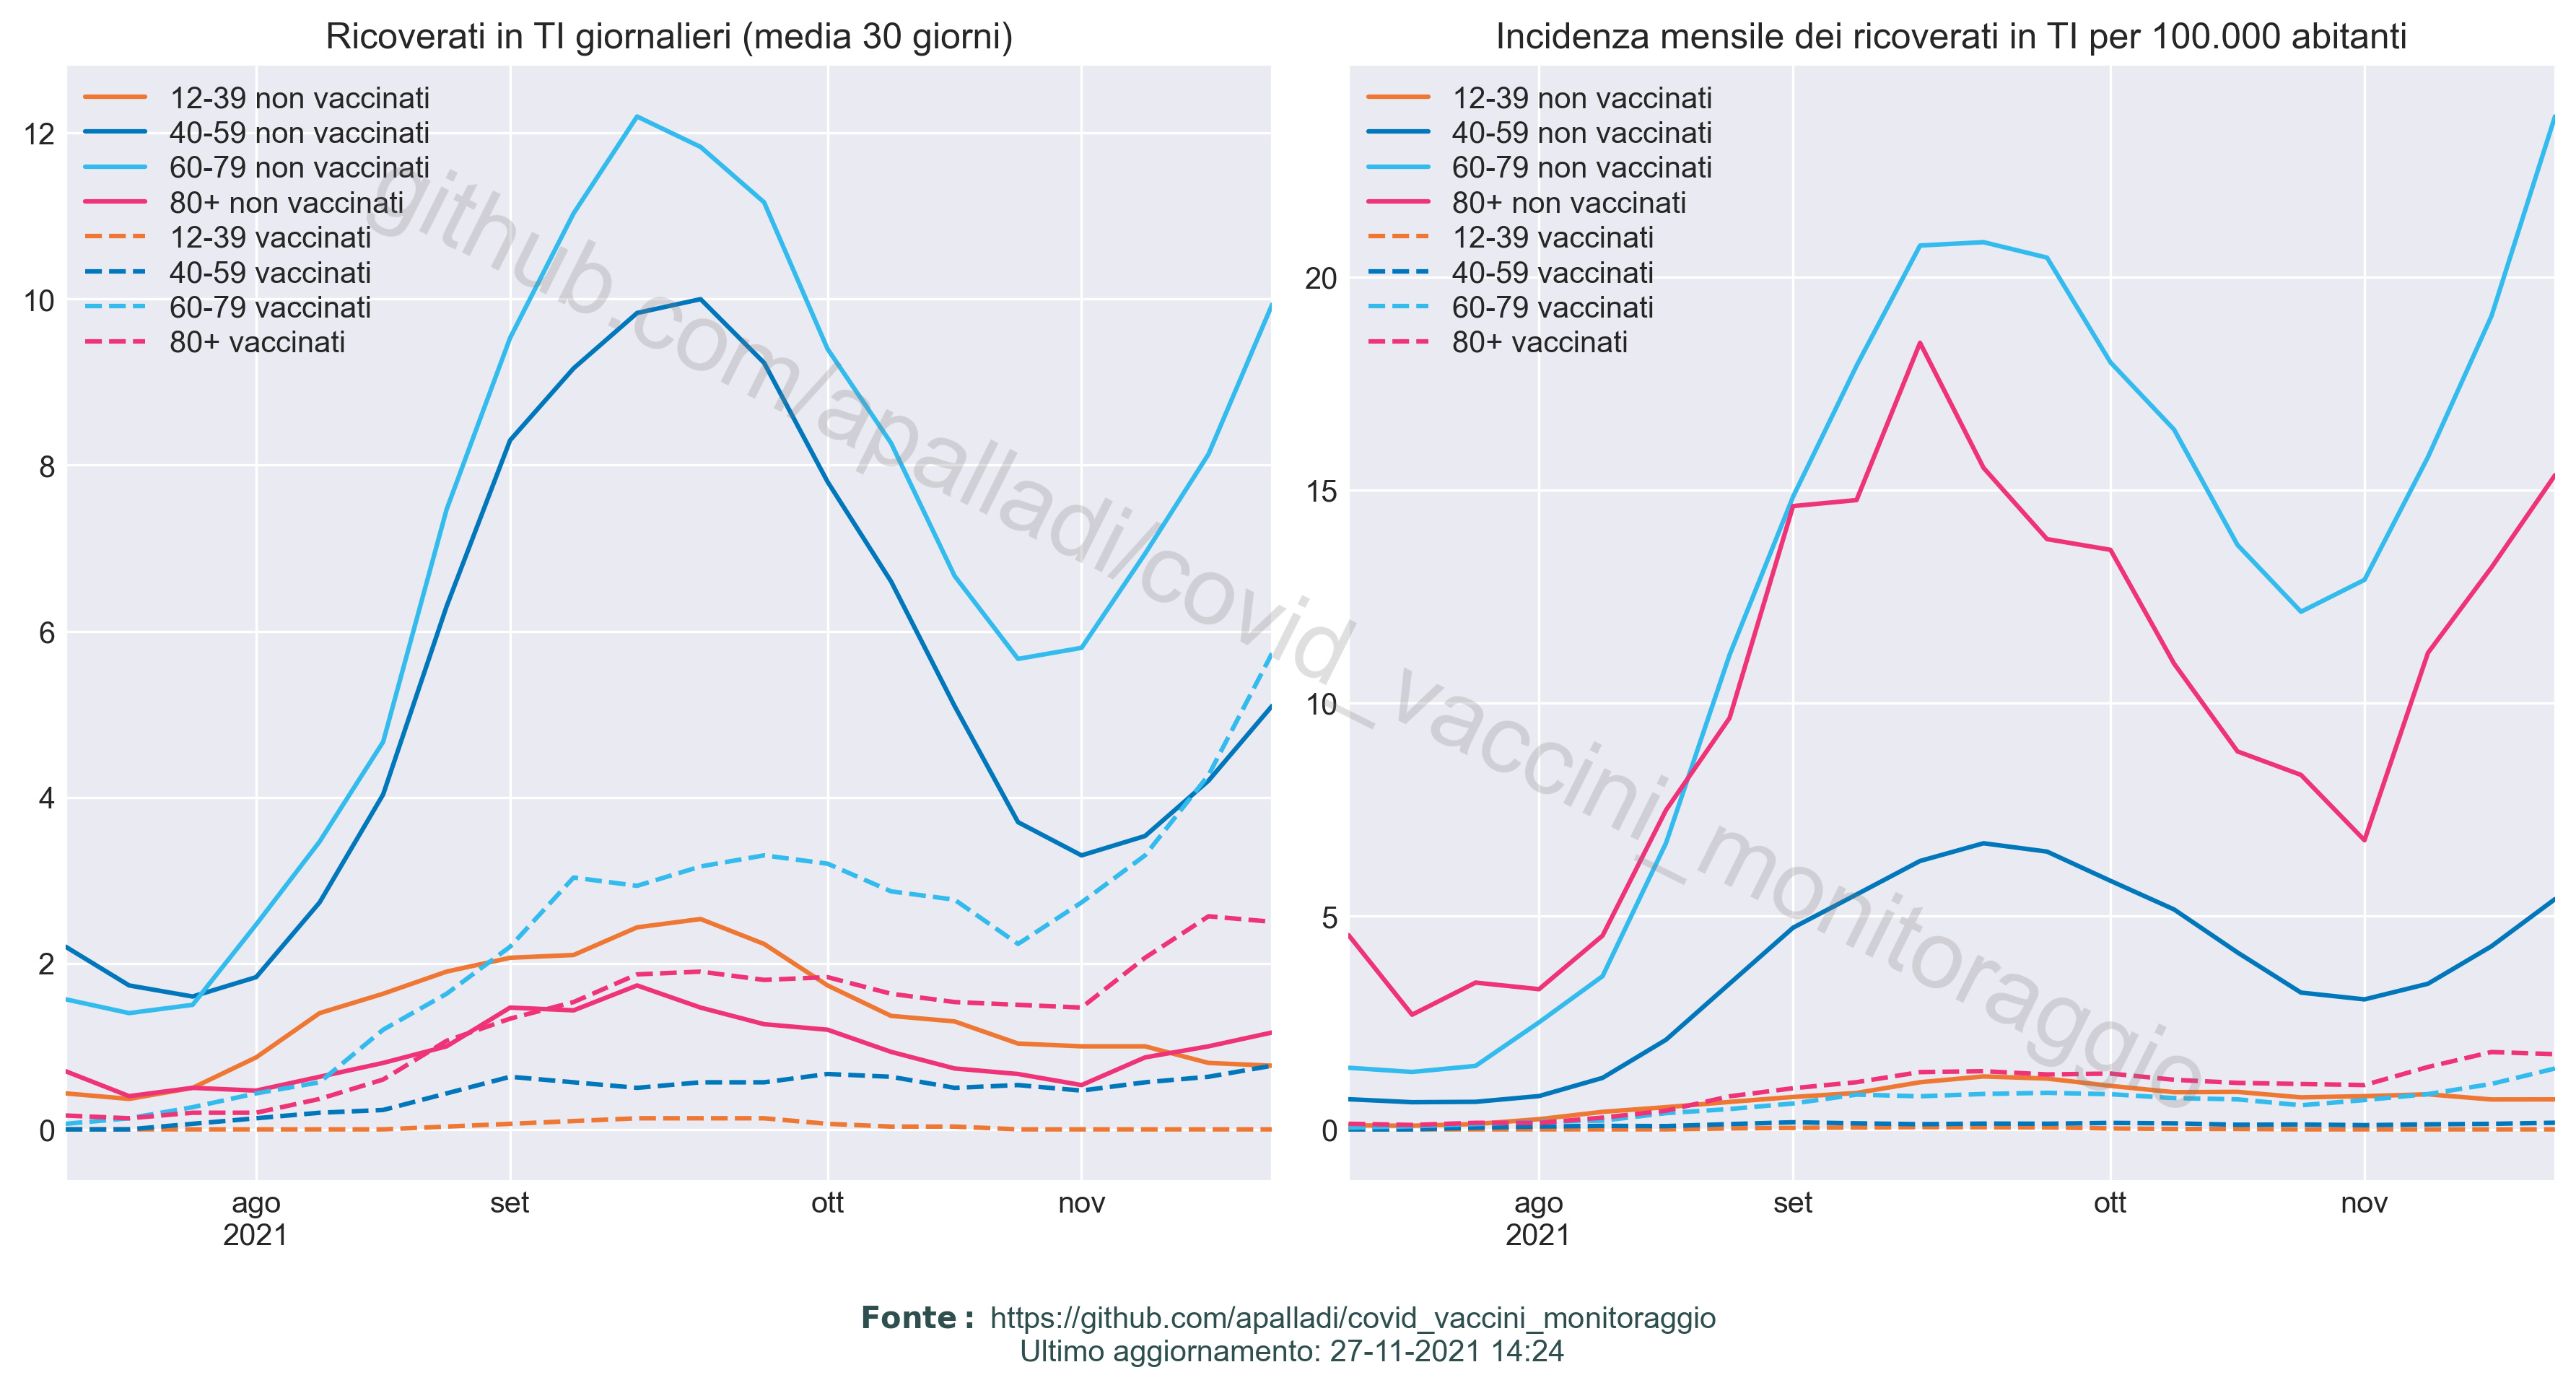 Ricoverati in TI giornalieri (media 30 giorni)
12-39 non vaccinati
40-59 non vaccinati
60-79 non vaccinati
80+ non vaccinati
12-39 vaccinati
40-59 vaccinati
60-79 vaccinati
80+ vaccinati
12
10
8
6
4
2
0
ago
2021
set
ott
nov
Incidenza mensile dei ricoverati in TI per 100.000 abitanti
12-39 non vaccinati
40-59 non vaccinati
60-79 non vaccinati
80+ non vaccinati
12-39 vaccinati
40-59 vaccinati
60-79 vaccinati
80+ vaccinati
20
15
10
5
0
ago
2021
set
ott
nov
github.com/apalladi/covid_vaccini_monitoraggio
Fonte: https://github.com/apalladi/covid_vaccini_monitoraggio
Ultimo aggiornamento: 27-11-2021 14:24